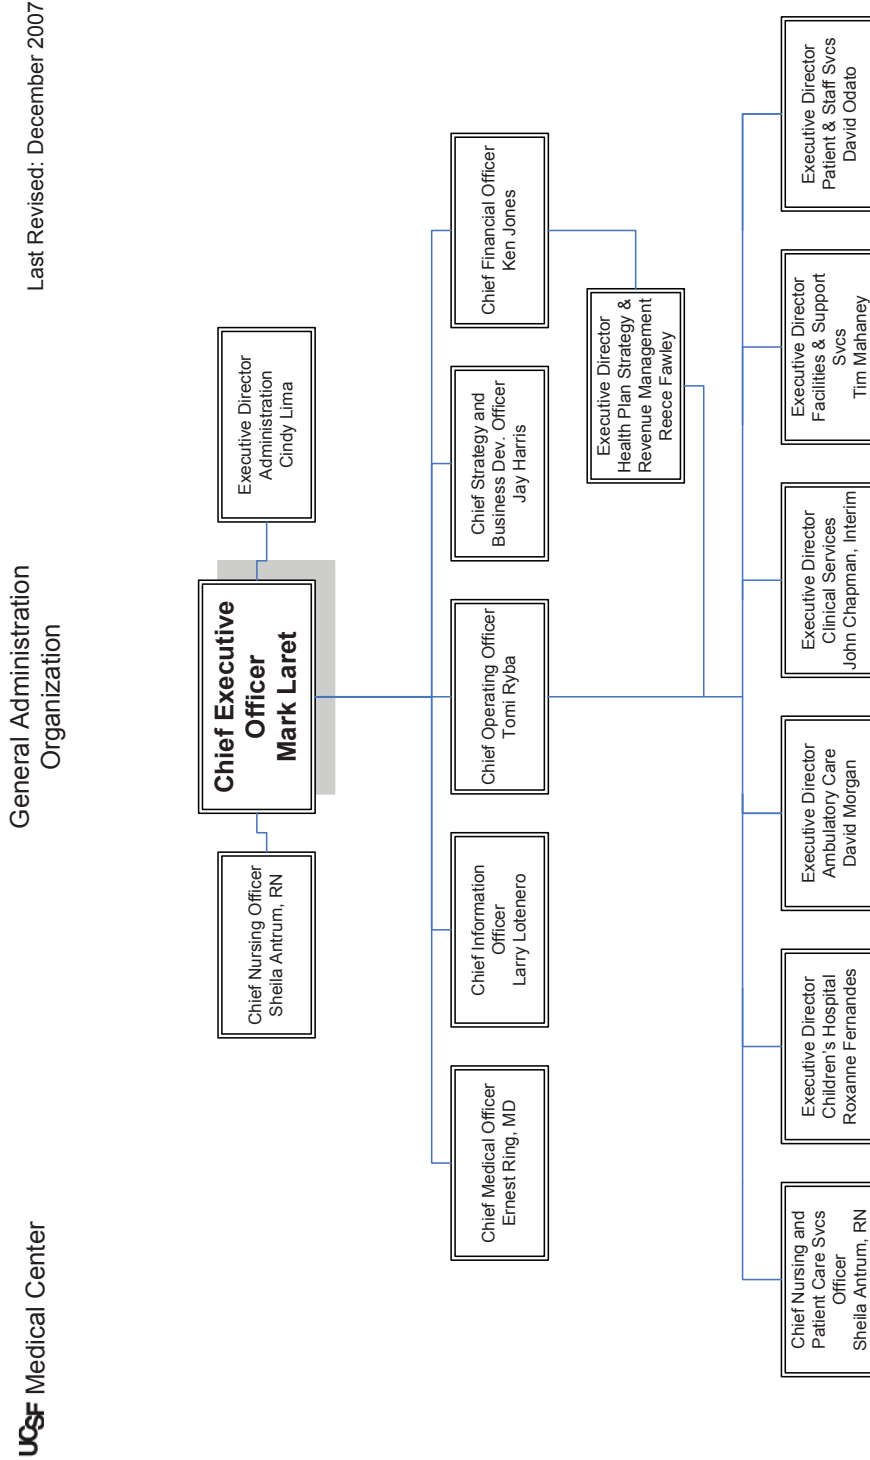 UCSF Medical Center
General Administration
Organization
Last Revised: December 2007
Chief Nursing Officer
Sheila Antrum, RN
Chief Executive
Officer
Mark Laret
Executive Director
Administration
Cindy Lima
Chief Medical Officer
Ernest Ring, MD
Chief Information
Officer
Larry Lotenero
Chief Operating Officer
Tomi Ryba
Chief Strategy and
Business Dev. Officer
Jay Harris
Chief Financial Officer
Ken Jones
Executive Director
Health Plan Strategy &
Revenue Management
Reece Fawley
Chief Nursing and
Patient Care Svcs
Officer
Sheila Antrum, RN
Executive Director
Children's Hospital
Roxanne Fernandes
Executive Director
Ambulatory Care
David Morgan
Executive Director
Clinical Services
John Chapman, Interim
Executive Director
Facilities & Support
Svcs
Tim Mahaney
Executive Director
Patient & Staff Svcs
David Odato